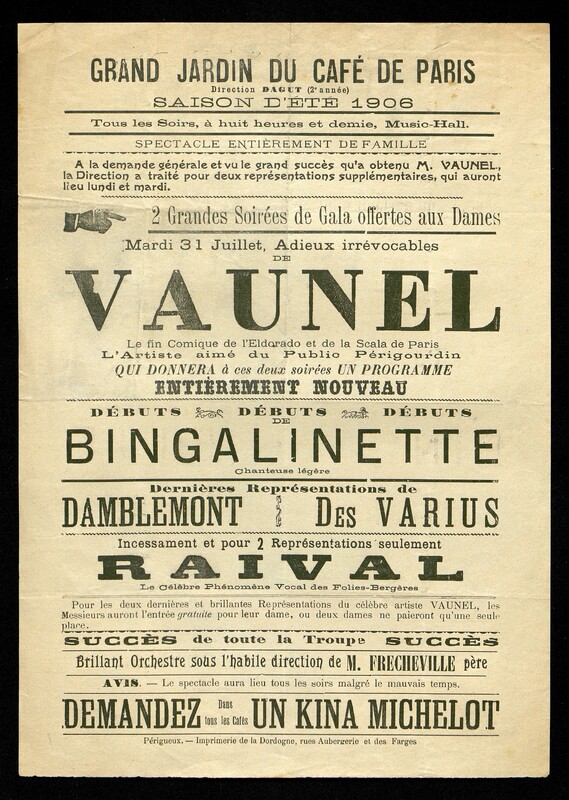 GRAND JARDIN DU CAFÉ DE PARIS
Direction DAGUT (2e année)
SAISON D'ÉTÉ 1906
Tous les Soirs, à huit heures et demie, Music-Hall.
SPECTACLE ENTIÈREMENT DE FAMILLE
A la demande générale et vu le grand succès qu'a obtenu M. VAUNEL,
la Direction a traité pour deux représentations supplémentaires, qui auront
lieu lundi et mardi.
2 Grandes Soirées de Gala offertes aux Dames
Mardi 31 Juillet, Adieux irrévocables
DE
VAUNEL
Le fin Comique de l'Eldorado et de la Scala de Paris
L'Artiste aimé du Public Périgourdin
QUI DONNERA à ces deux soirées UN PROGRAMME
ENTIÈREMENT NOUVEAU
DÉBUTS DÉBUTS DÉBUTS
DE
BINGALINETTE
Chanteuse légère
Dernières Représentations de
DAMBLEMONT DES VARIUS
Incessament et pour 2 Représentations seulement
RAIVAL
Le Célèbre Phénomène Vocal des Folies-Bergères
Pour les deux dernières et brillantes Représentations du célèbre artiste VAUNEL, les
Messieurs auront l'entrée gratuite pour leur dame, ou deux dames ne paieront qu'une seule
place.
SUCCÈS de toute la Troupe SUCCÈS
Brillant Orchestre sous l'habile direction de M. FRECHEVILLE père
AVIS. — Le spectacle aura lieu tous les soirs malgré le mauvais temps.
DEMANDEZ Dans tous les Cafés UN KINA MICHELOT
Périgueux. — Imprimerie de la Dordogne, rues Aubergerie et des Farges